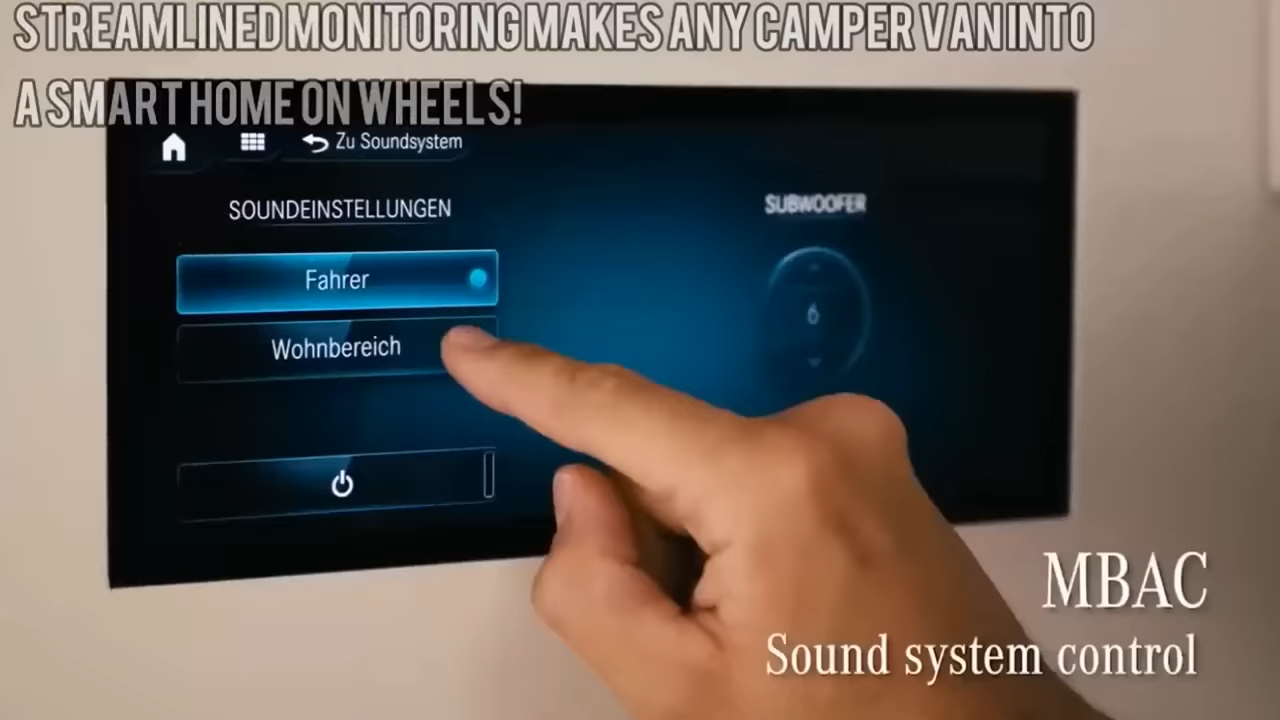 STREAMLINED MONITORING MAKES ANY CAMPER VAN INTO
A SMART HOME ON WHEELS!
Zu Soundsystem
SOUNDEINSTELLUNGEN
SUBWOOFER
Fahrer
6
Wohnbereich
MBAC
Sound system control